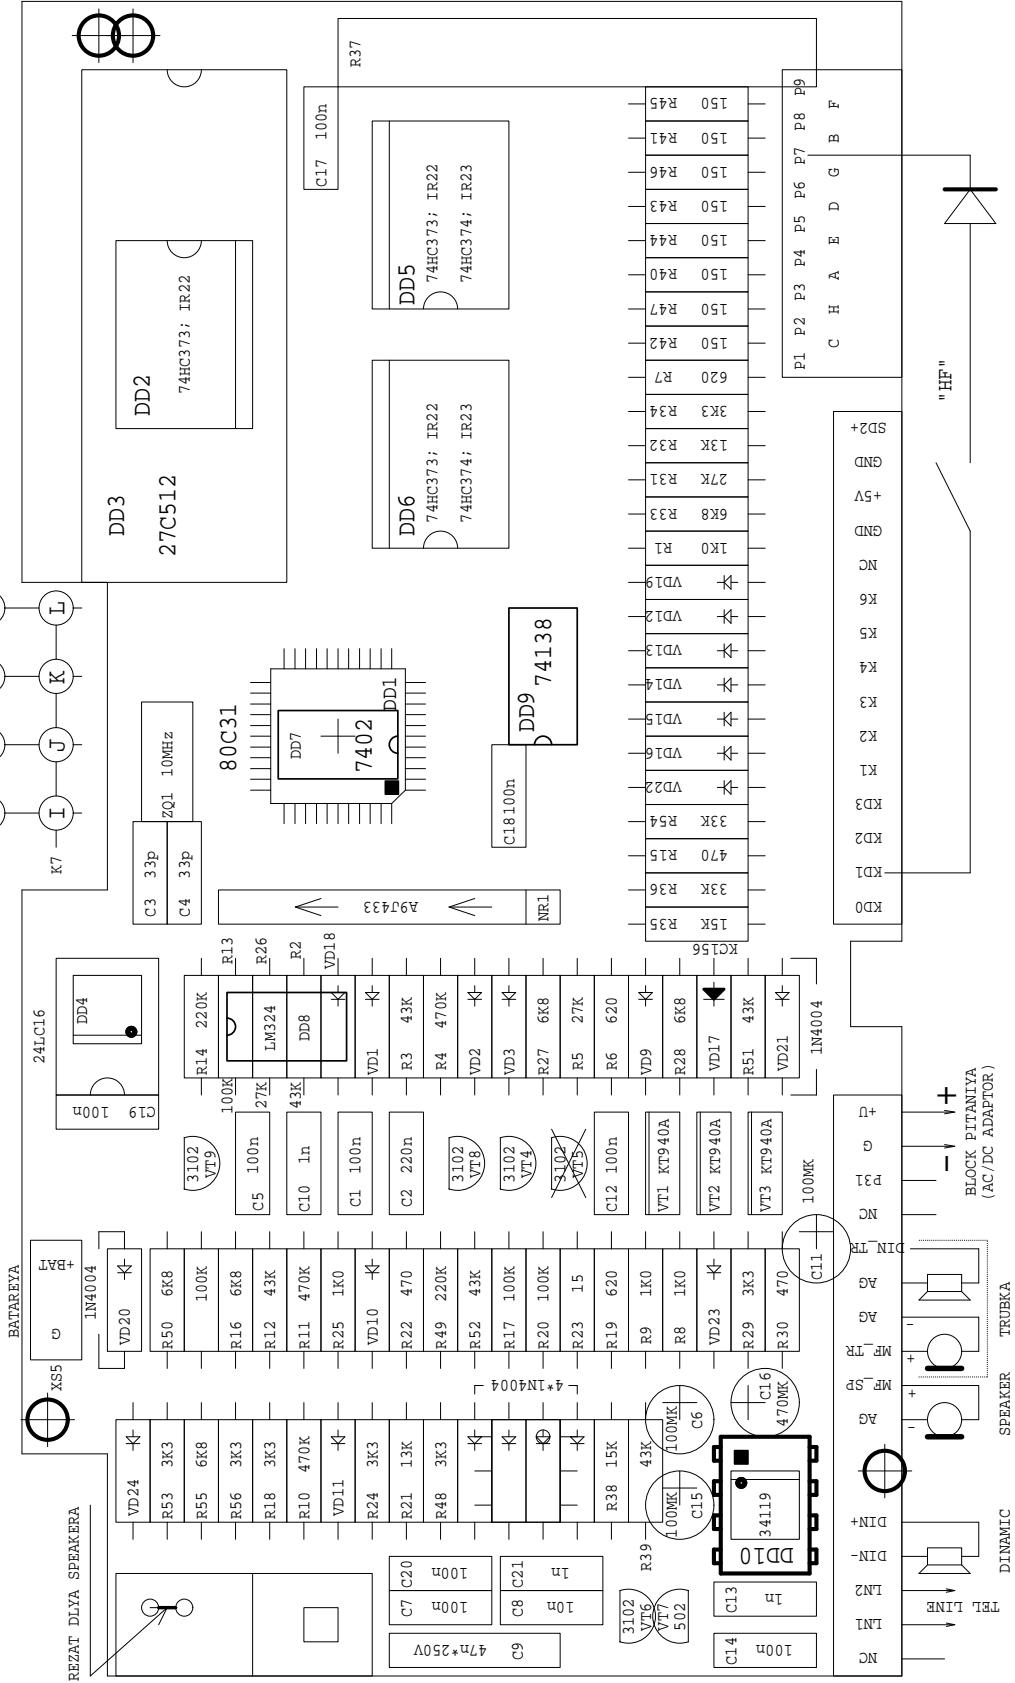 R37
C17 100n
DD3
27C512
DD2
74HC373; IR22
DD5
74HC373; IR22
74HC374; IR23
DD6
74HC373; IR22
74HC374; IR23
R45 150
R41 150
R46 150
R43 150
R44 150
R40 150
R47 150
R42 150
R7 620
R34 3K3
R32 13K
R31 27K
R33 6K8
R1 1K0
VD19
VD12
VD13
VD14
VD15
VD16
VD22
R54 33K
R15 470
R36 33K
R35 15K
KC156
P1 P2 P3 P4 P5 P6 P7 P8 P9
C H A E D G B F
"HF"
SD2+
GND
+5V
GND
NC
K6
K5
K4
K3
K2
K1
KD3
KD2
KD1
KD0
L
K
J
I
K7
ZQ1 10MHz
C3 33p
C4 33p
80C31
DD1
DD7
7402
DD9
74138
C18 100n
A9J433
NR1
24LC16
DD4
C19 100n
R13
R26
R2
VD18
R14 220K
100K
27K
43K
LM324
DD8
VD1
R3 43K
R4 470K
VD2
VD3
R27 6K8
R5 27K
R6 620
VD9
R28 6K8
VD17
R51 43K
VD21
1N4004
3102
VT9
C5 100n
C10 1n
C1 100n
C2 220n
3102
VT8
3102
VT4
3102
VT5
C12 100n
VT1 KT940A
VT2 KT940A
VT3 KT940A
100MK
C11
BATAREYA
+BAT
G
XS5
1N4004
VD20
R50 6K8
100K
R16 6K8
R12 43K
R11 470K
R25 1K0
VD10
R22 470
R49 220K
R52 43K
R17 100K
R20 100K
R23 15
R19 620
R9 1K0
R8 1K0
VD23
R29 3K3
R30 470
4*1N4004
REZAT DLYA SPEAKERA
VD24
R53 3K3
R55 6K8
R56 3K3
R18 3K3
R10 470K
VD11
R24 3K3
R21 13K
R48 3K3
R38 15K
43K
R39
100MK
C6
100MK
C15
C16
470MK
34119
DD10
C20 100n
C7 100n
C21 1n
C8 10n
47n*250V C9
3102
VT6
VT7
502
C13 1n
C14 100n
+U
G
P31
NC
DIN_TR
AG
AG
MF_TR
MF_SP
AG
DIN+
DIN-
LN2
LN1
NC
+
-
BLOCK PITANIYA
(AC/DC ADAPTOR)
-
+
+
-
TRUBKA
SPEAKER
DINAMIC
TEL LINE